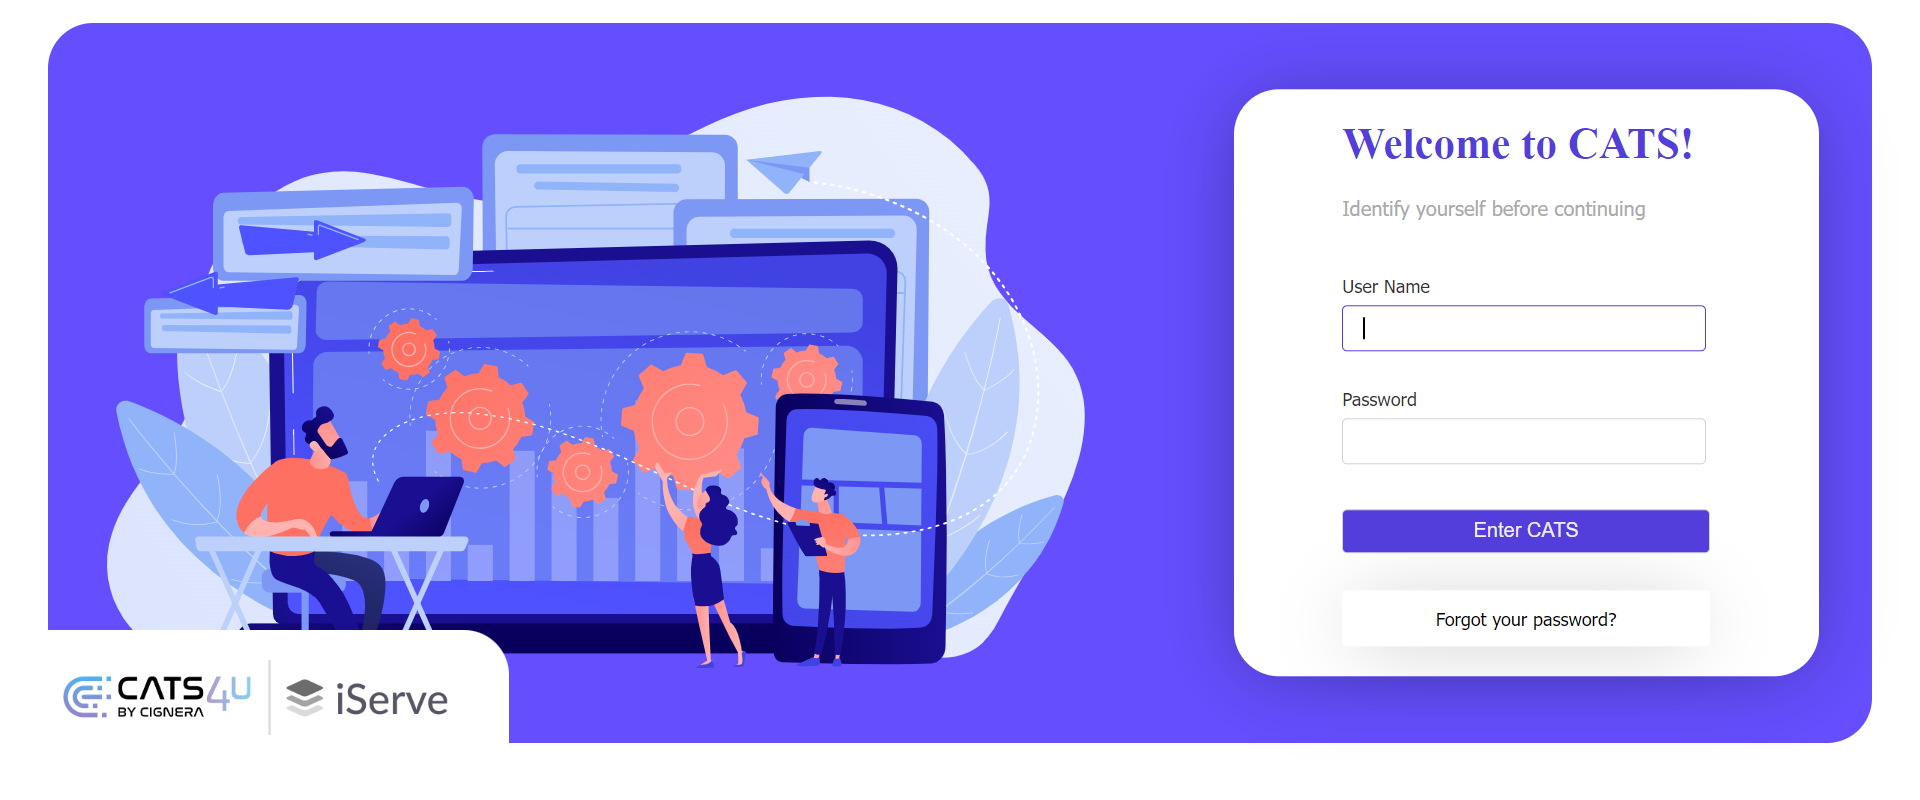 Welcome to CATS!
Identify yourself before continuing
User Name
Password
Enter CATS
Forgot your password?
CATS4U
BY CIGNERA
iServe